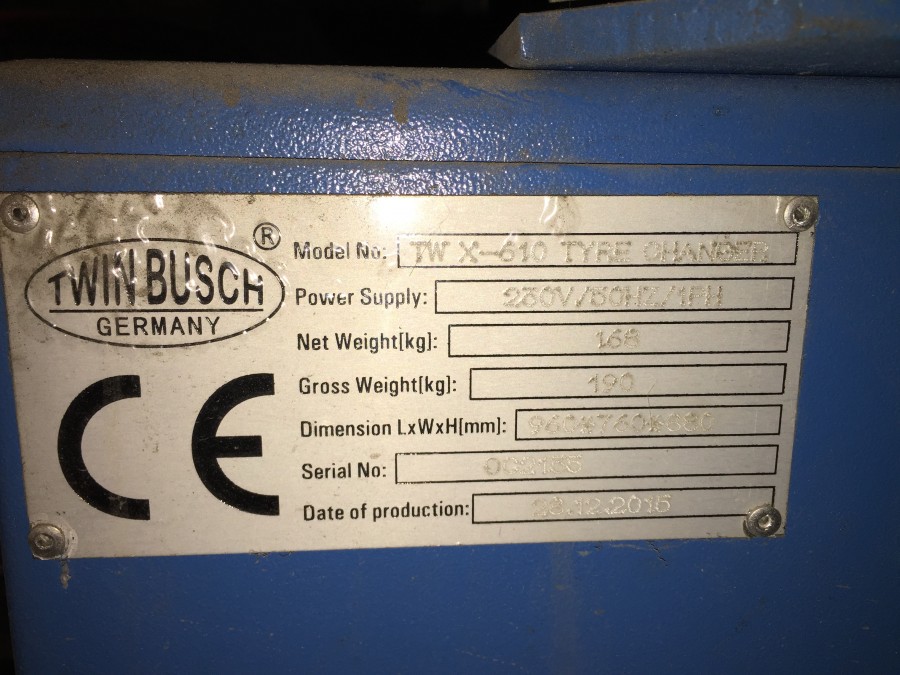 TWIN BUSCH ®
GERMANY
CE
Model No: TW X-610 TYRE CHANGER
Power Supply: 230V/50HZ/1PH
Net Weight[kg]: 168
Gross Weight[kg]: 190
Dimension LxWxH[mm]:
Serial No:
Date of production: